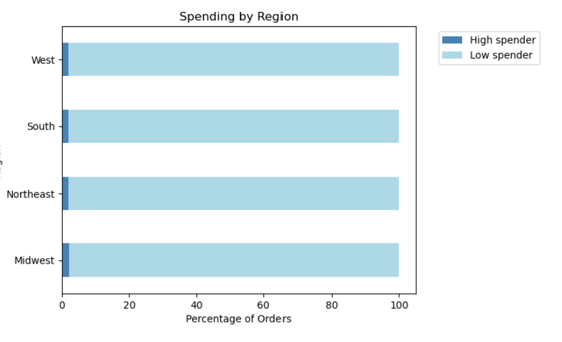 Spending by Region
High spender
Low spender
West
South
Northeast
Midwest
0 20 40 60 80 100
Percentage of Orders